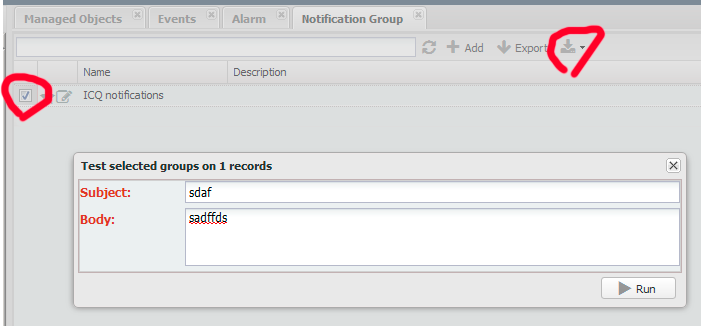 Managed Objects Events Alarm Notification Group
Add Export
Name Description
ICQ notifications
Test selected groups on 1 records
Subject: sdaf
Body: sadffds
Run